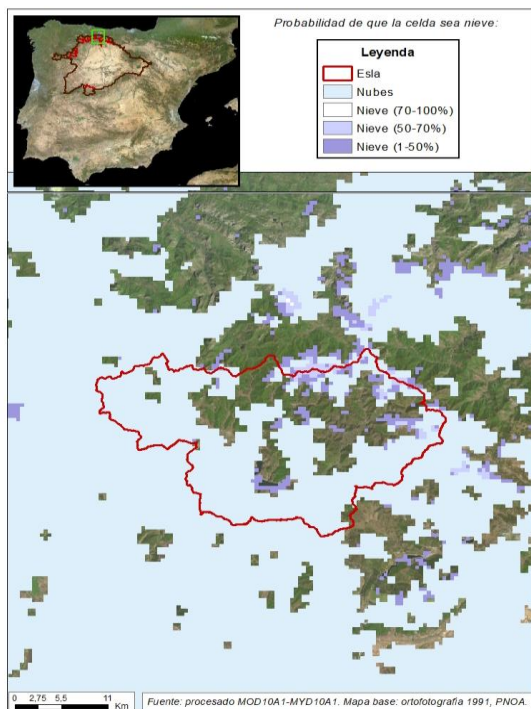 Probabilidad de que la celda sea nieve:
Leyenda
Esla
Nubes
Nieve (70-100%)
Nieve (50-70%)
Nieve (1-50%)
0 2,75 5,5 11
Km
Fuente: procesado MOD10A1-MYD10A1. Mapa base: ortofotografia 1991, PNOA